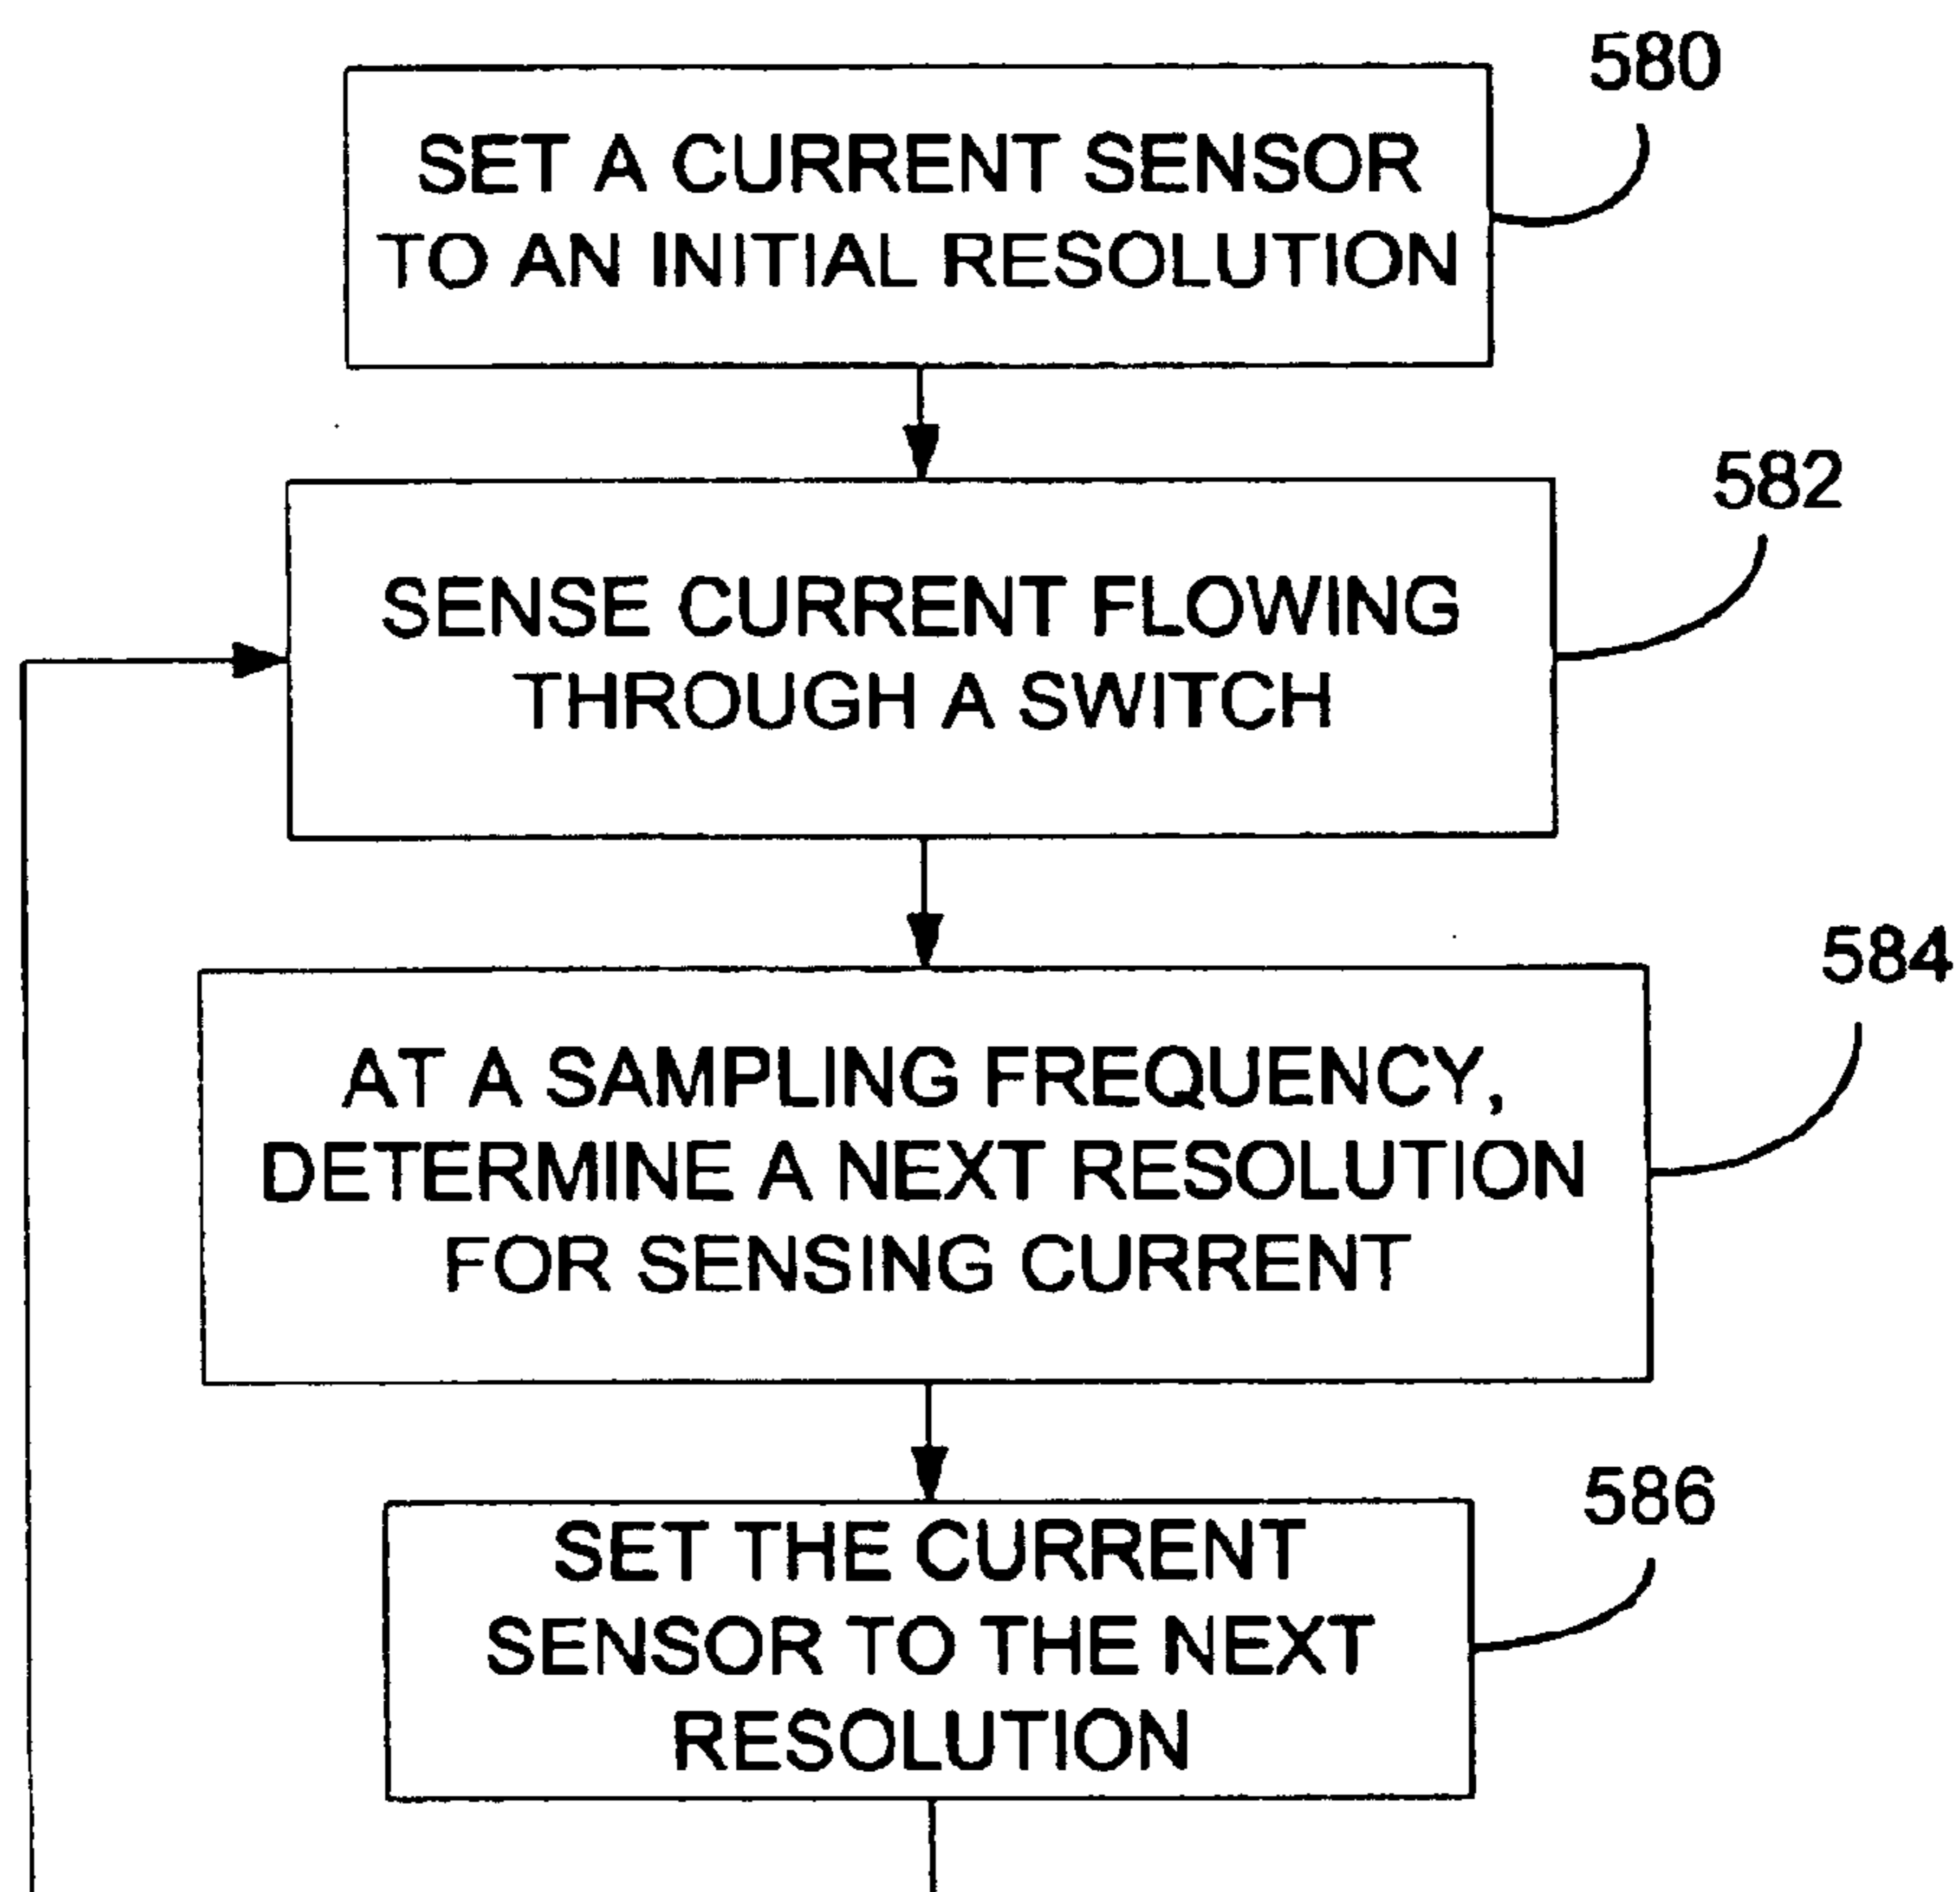 580
SET A CURRENT SENSOR
TO AN INITIAL RESOLUTION
582
SENSE CURRENT FLOWING
THROUGH A SWITCH
584
AT A SAMPLING FREQUENCY,
DETERMINE A NEXT RESOLUTION
FOR SENSING CURRENT
586
SET THE CURRENT
SENSOR TO THE NEXT
RESOLUTION